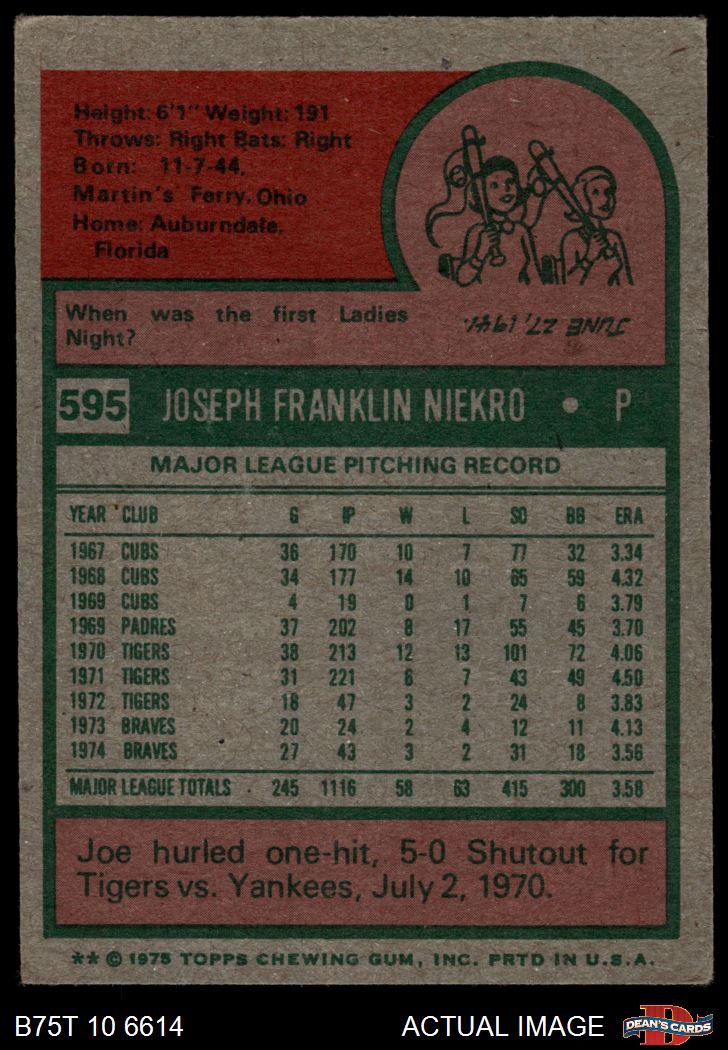 Height: 6'1" Weight: 191
Throws: Right Bats: Right
Born: 11-7-44,
Martin's Ferry, Ohio
Home: Auburndale,
Florida
When was the first Ladies
Night?
JUNE 27, 1941.
595 JOSEPH FRANKLIN NIEKRO • P
MAJOR LEAGUE PITCHING RECORD
YEAR CLUB G IP W L SO BB ERA
1967 CUBS 36 170 10 7 77 32 3.34
1968 CUBS 34 177 14 10 65 59 4.32
1969 CUBS 4 19 0 1 7 6 3.79
1969 PADRES 37 202 8 17 55 45 3.70
1970 TIGERS 38 213 12 13 101 72 4.06
1971 TIGERS 31 221 6 7 43 49 4.50
1972 TIGERS 18 47 3 2 24 8 3.83
1973 BRAVES 20 24 2 4 12 11 4.13
1974 BRAVES 27 43 3 2 31 18 3.56
MAJOR LEAGUE TOTALS 245 1116 58 63 415 300 3.58
Joe hurled one-hit, 5-0 Shutout for
Tigers vs. Yankees, July 2, 1970.
** © 1975 TOPPS CHEWING GUM, INC. PRTD IN U.S.A.
B75T 10 6614 ACTUAL IMAGE D DEAN'S CARDS